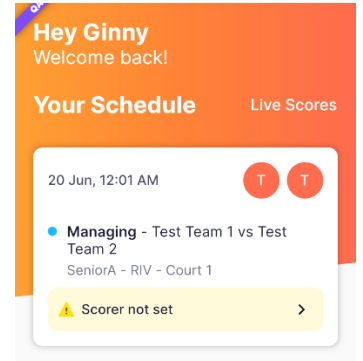 Hey Ginny
Welcome back!
Your Schedule
Live Scores
20 Jun, 12:01 AM
T
T
Managing - Test Team 1 vs Test
Team 2
SeniorA - RIV - Court 1
Scorer not set